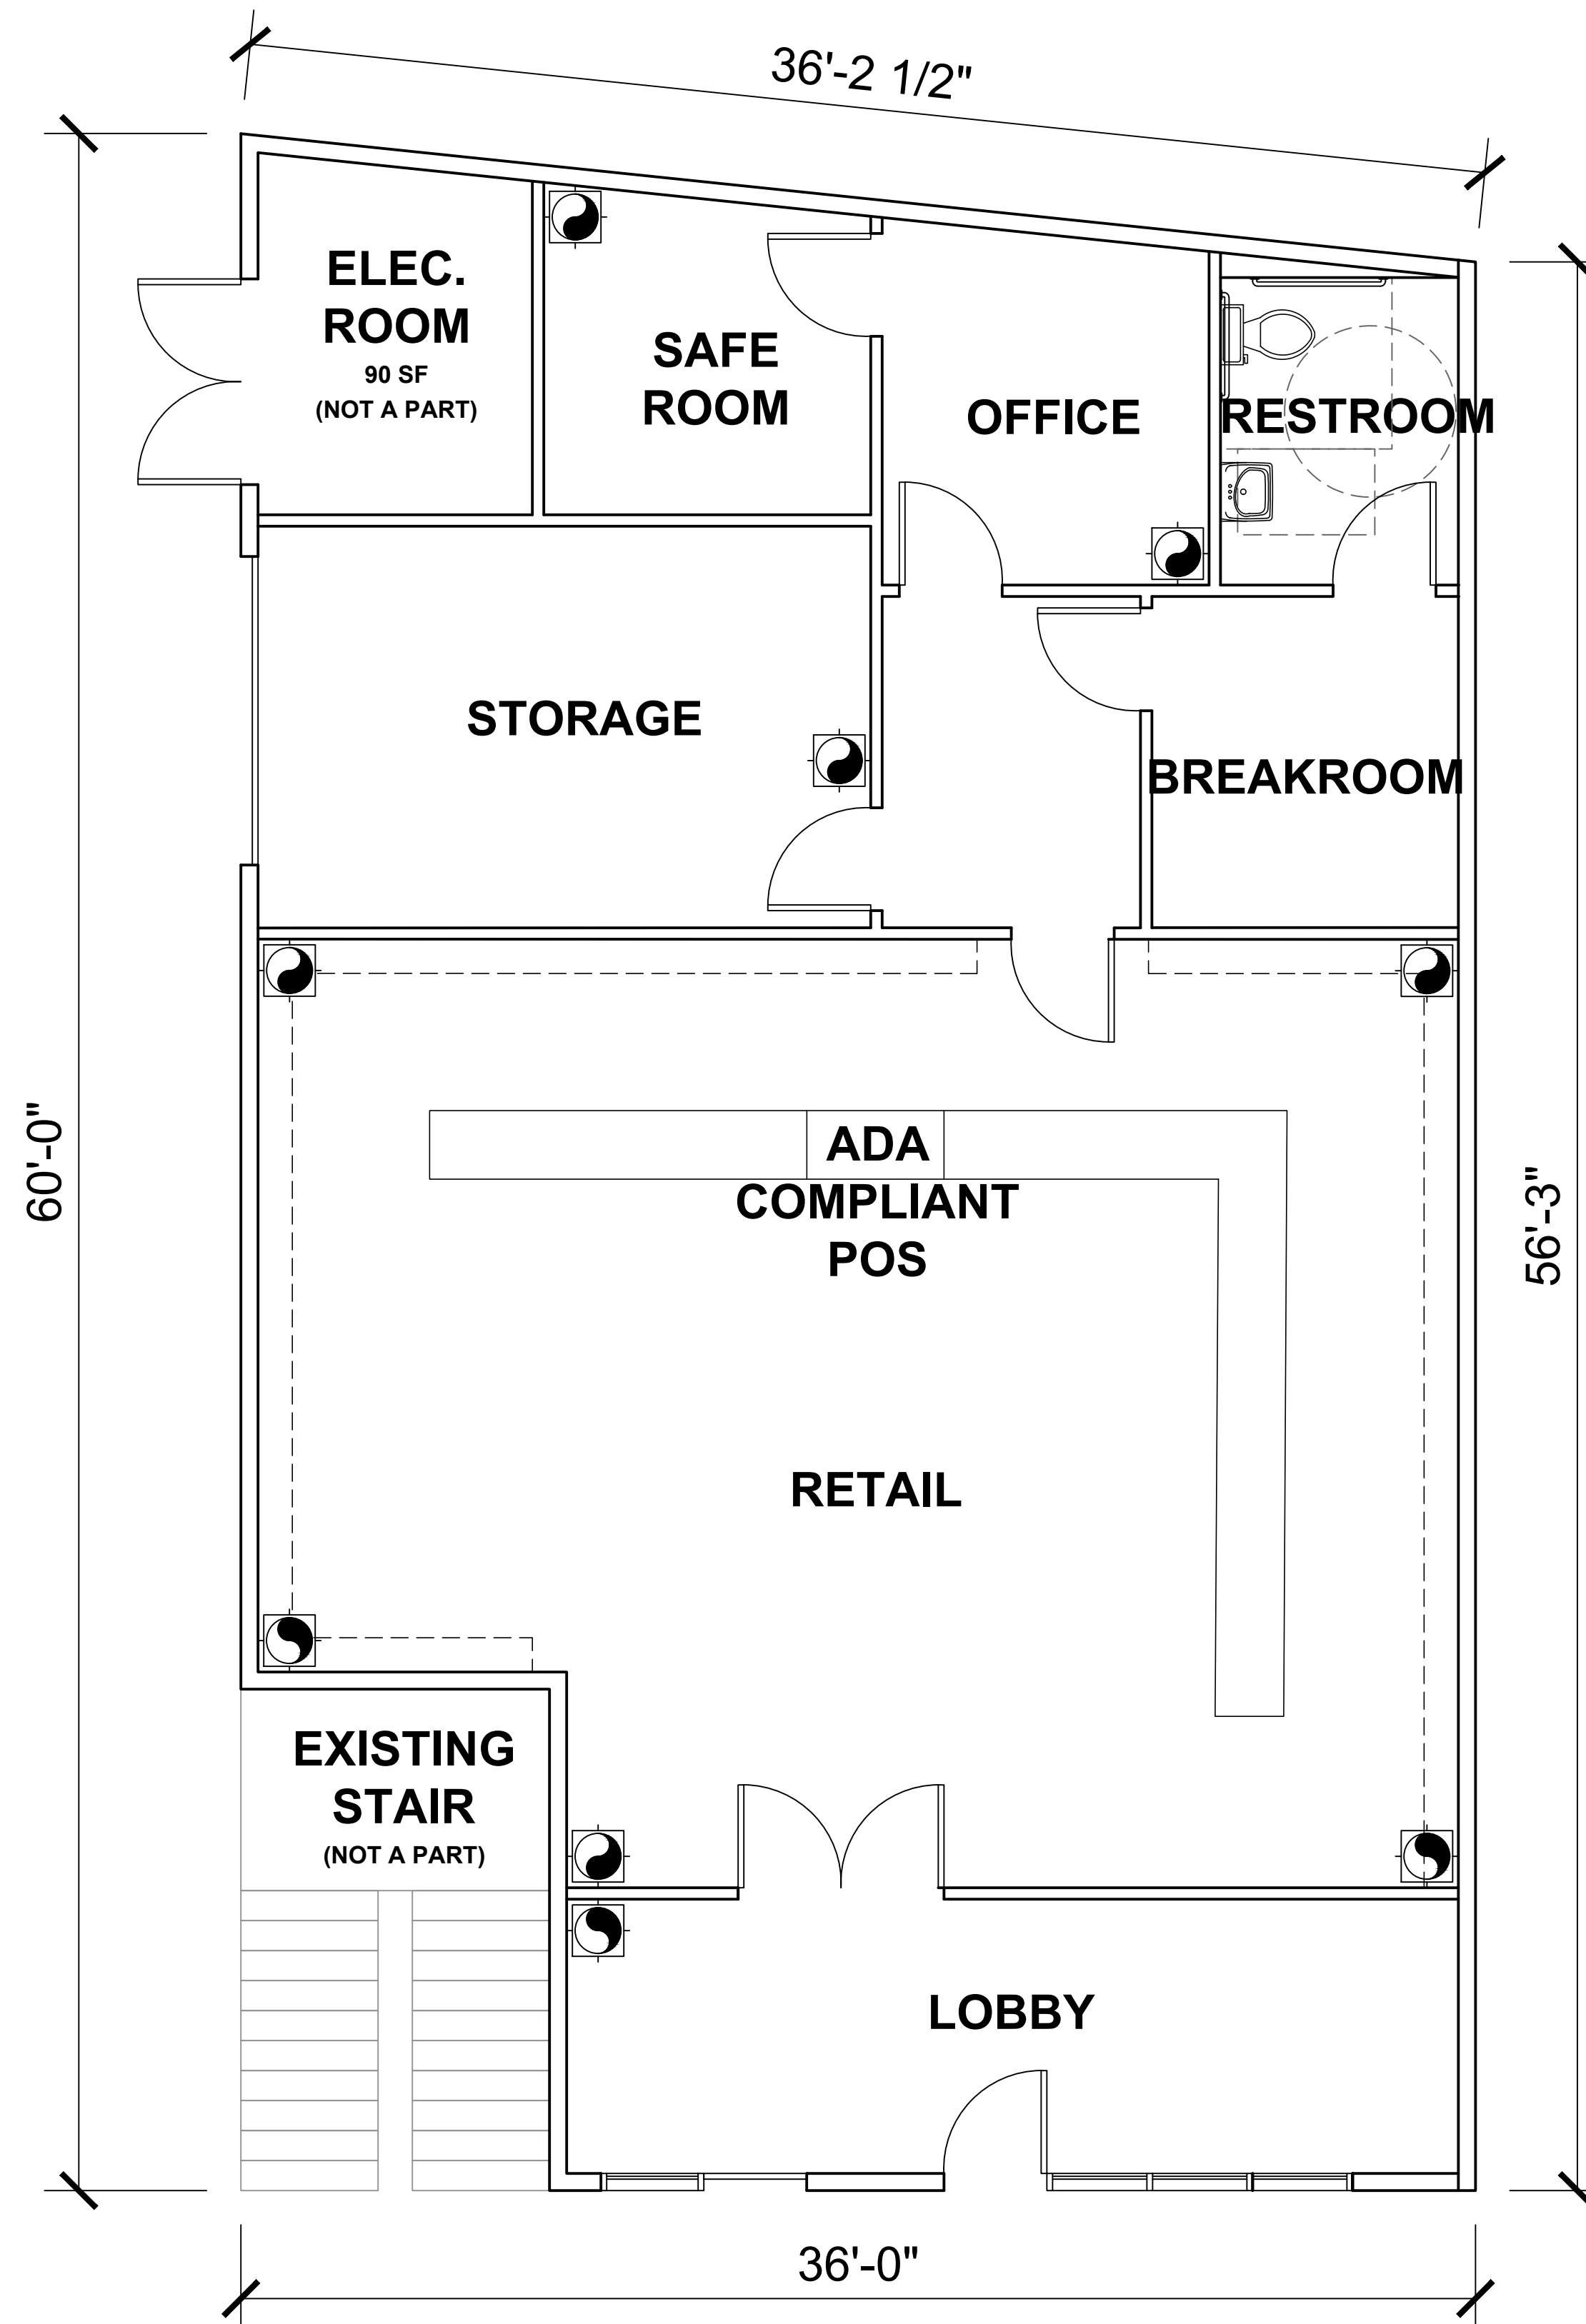 36'-2 1/2"
ELEC.
ROOM
90 SF
(NOT A PART)
SAFE
ROOM
OFFICE
RESTROOM
STORAGE
BREAKROOM
60'-0"
56'-3"
ADA
COMPLIANT
POS
RETAIL
EXISTING
STAIR
(NOT A PART)
LOBBY
36'-0"